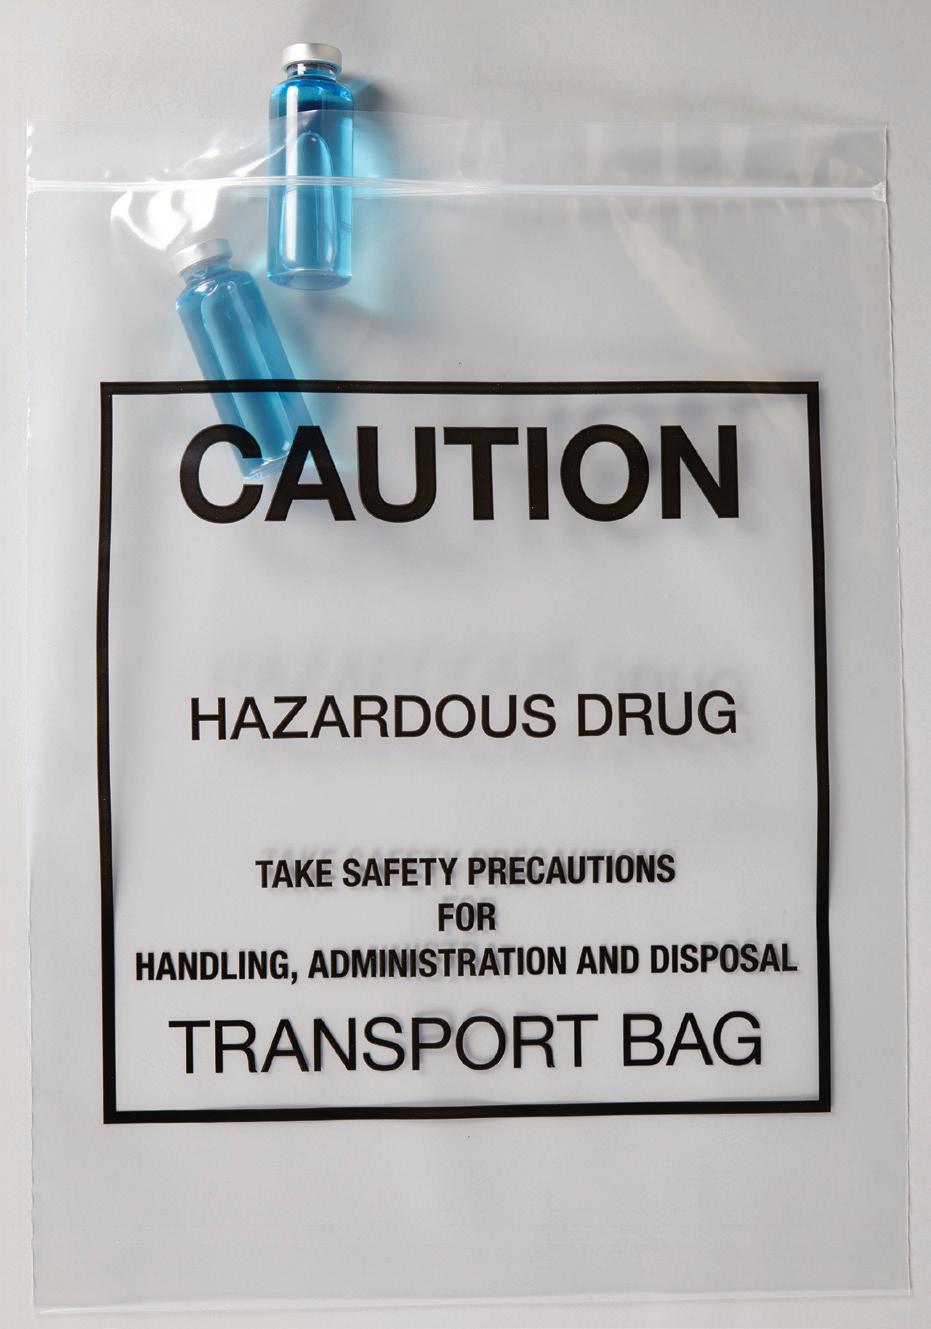 CAUTION
HAZARDOUS DRUG
TAKE SAFETY PRECAUTIONS
FOR
HANDLING, ADMINISTRATION AND DISPOSAL
TRANSPORT BAG